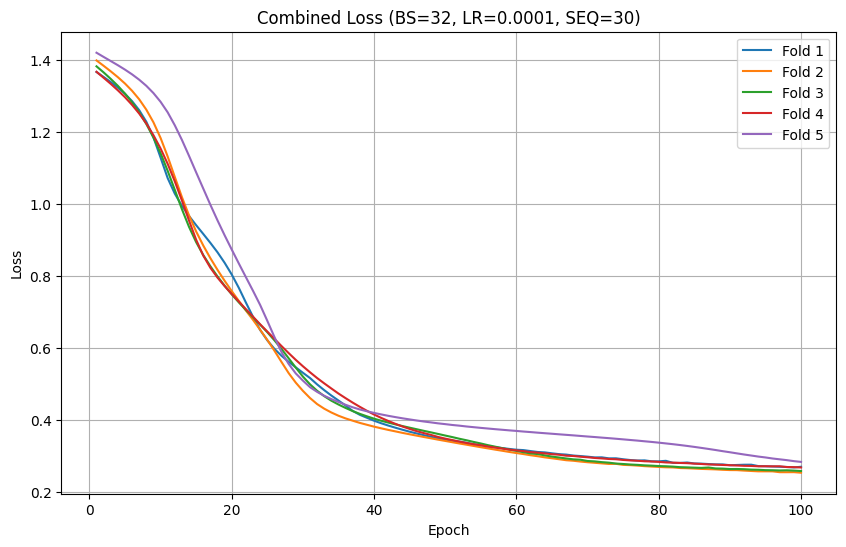 Combined Loss (BS=32, LR=0.0001, SEQ=30)
Fold 1
Fold 2
Fold 3
Fold 4
Fold 5
Loss
1.4
1.2
1.0
0.8
0.6
0.4
0.2
0 20 40 60 80 100
Epoch